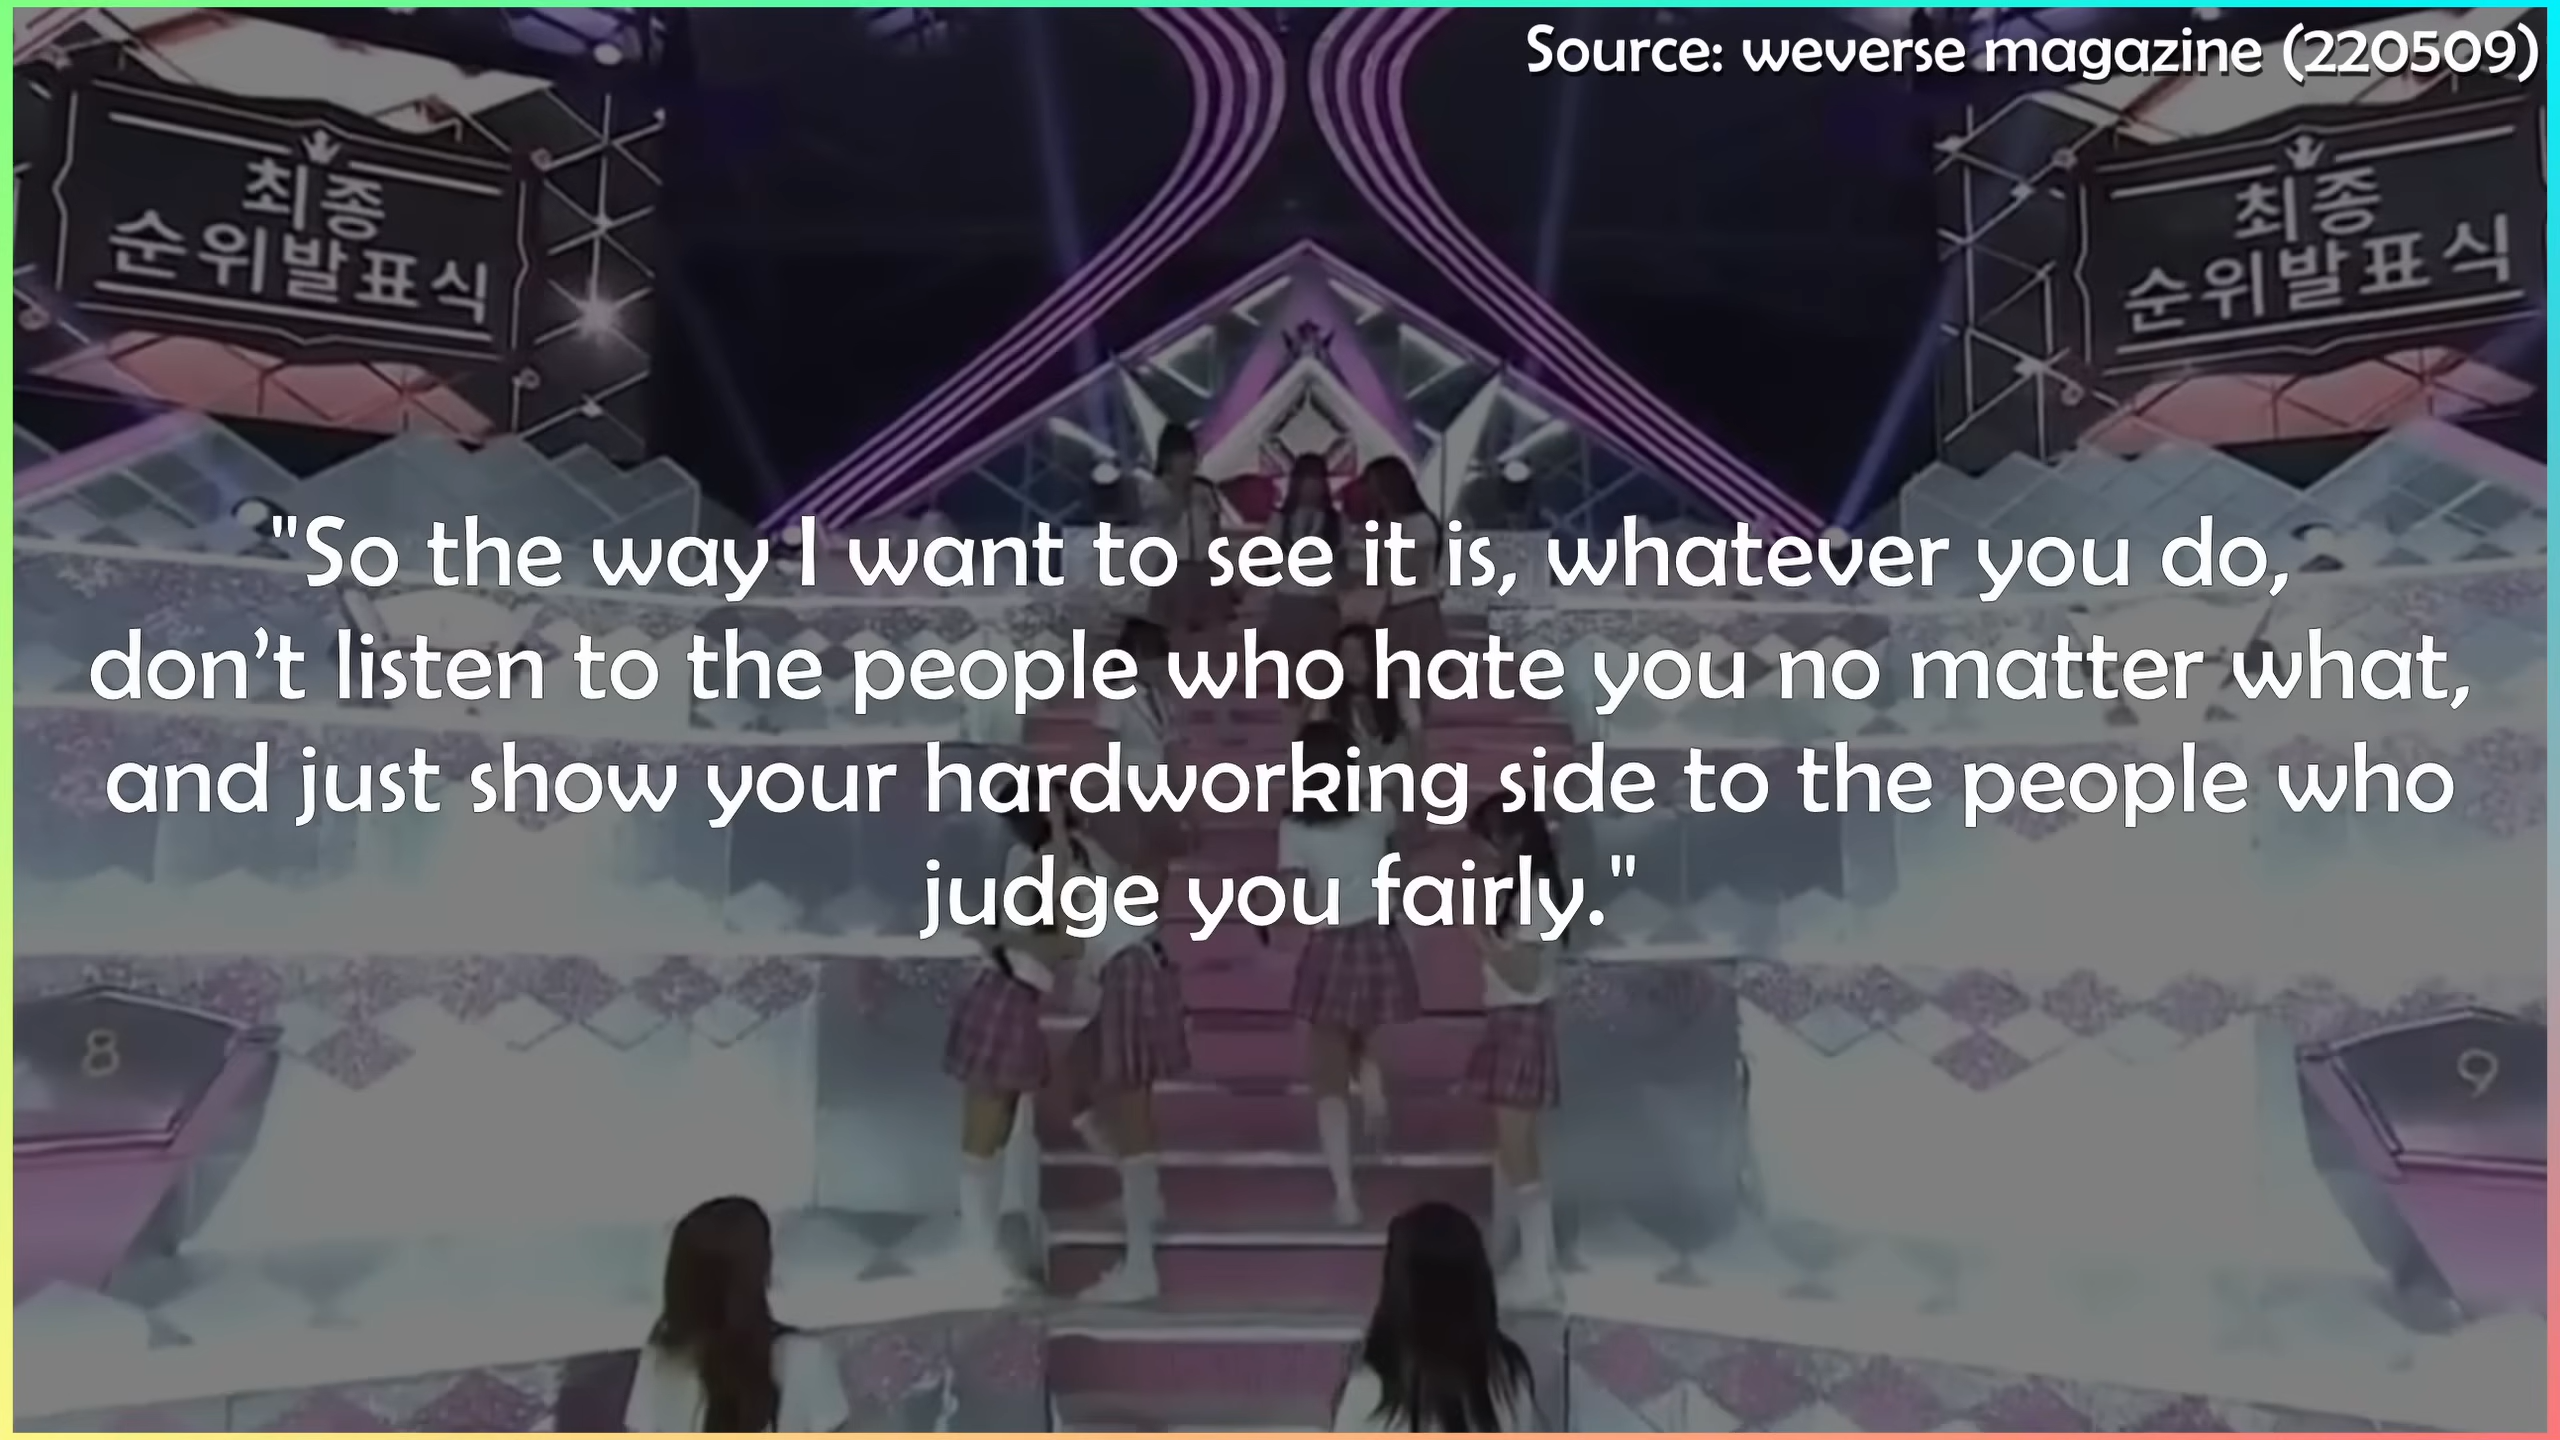 Source: weverse magazine (220509)
최종
순위발표식
최종
순위발표식
"So the way I want to see it is, whatever you do,
don’t listen to the people who hate you no matter what,
and just show your hardworking side to the people who
judge you fairly."
8
9